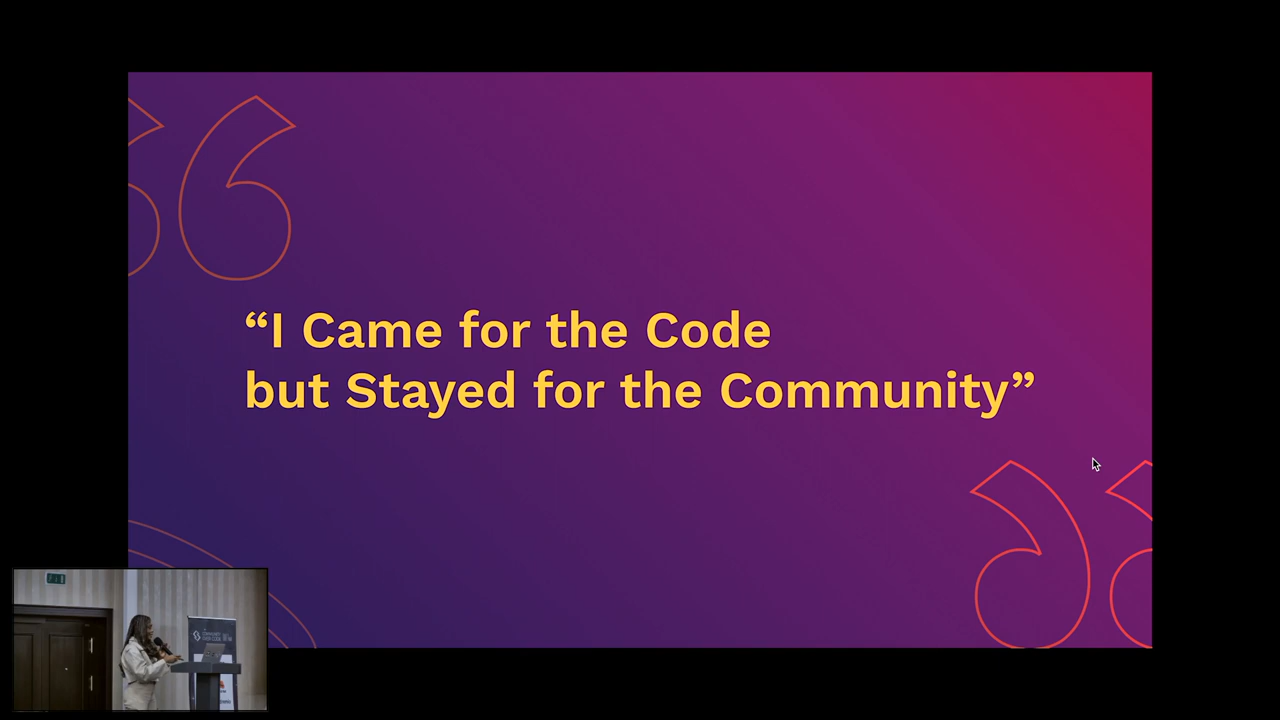 “I Came for the Code
but Stayed for the Community”